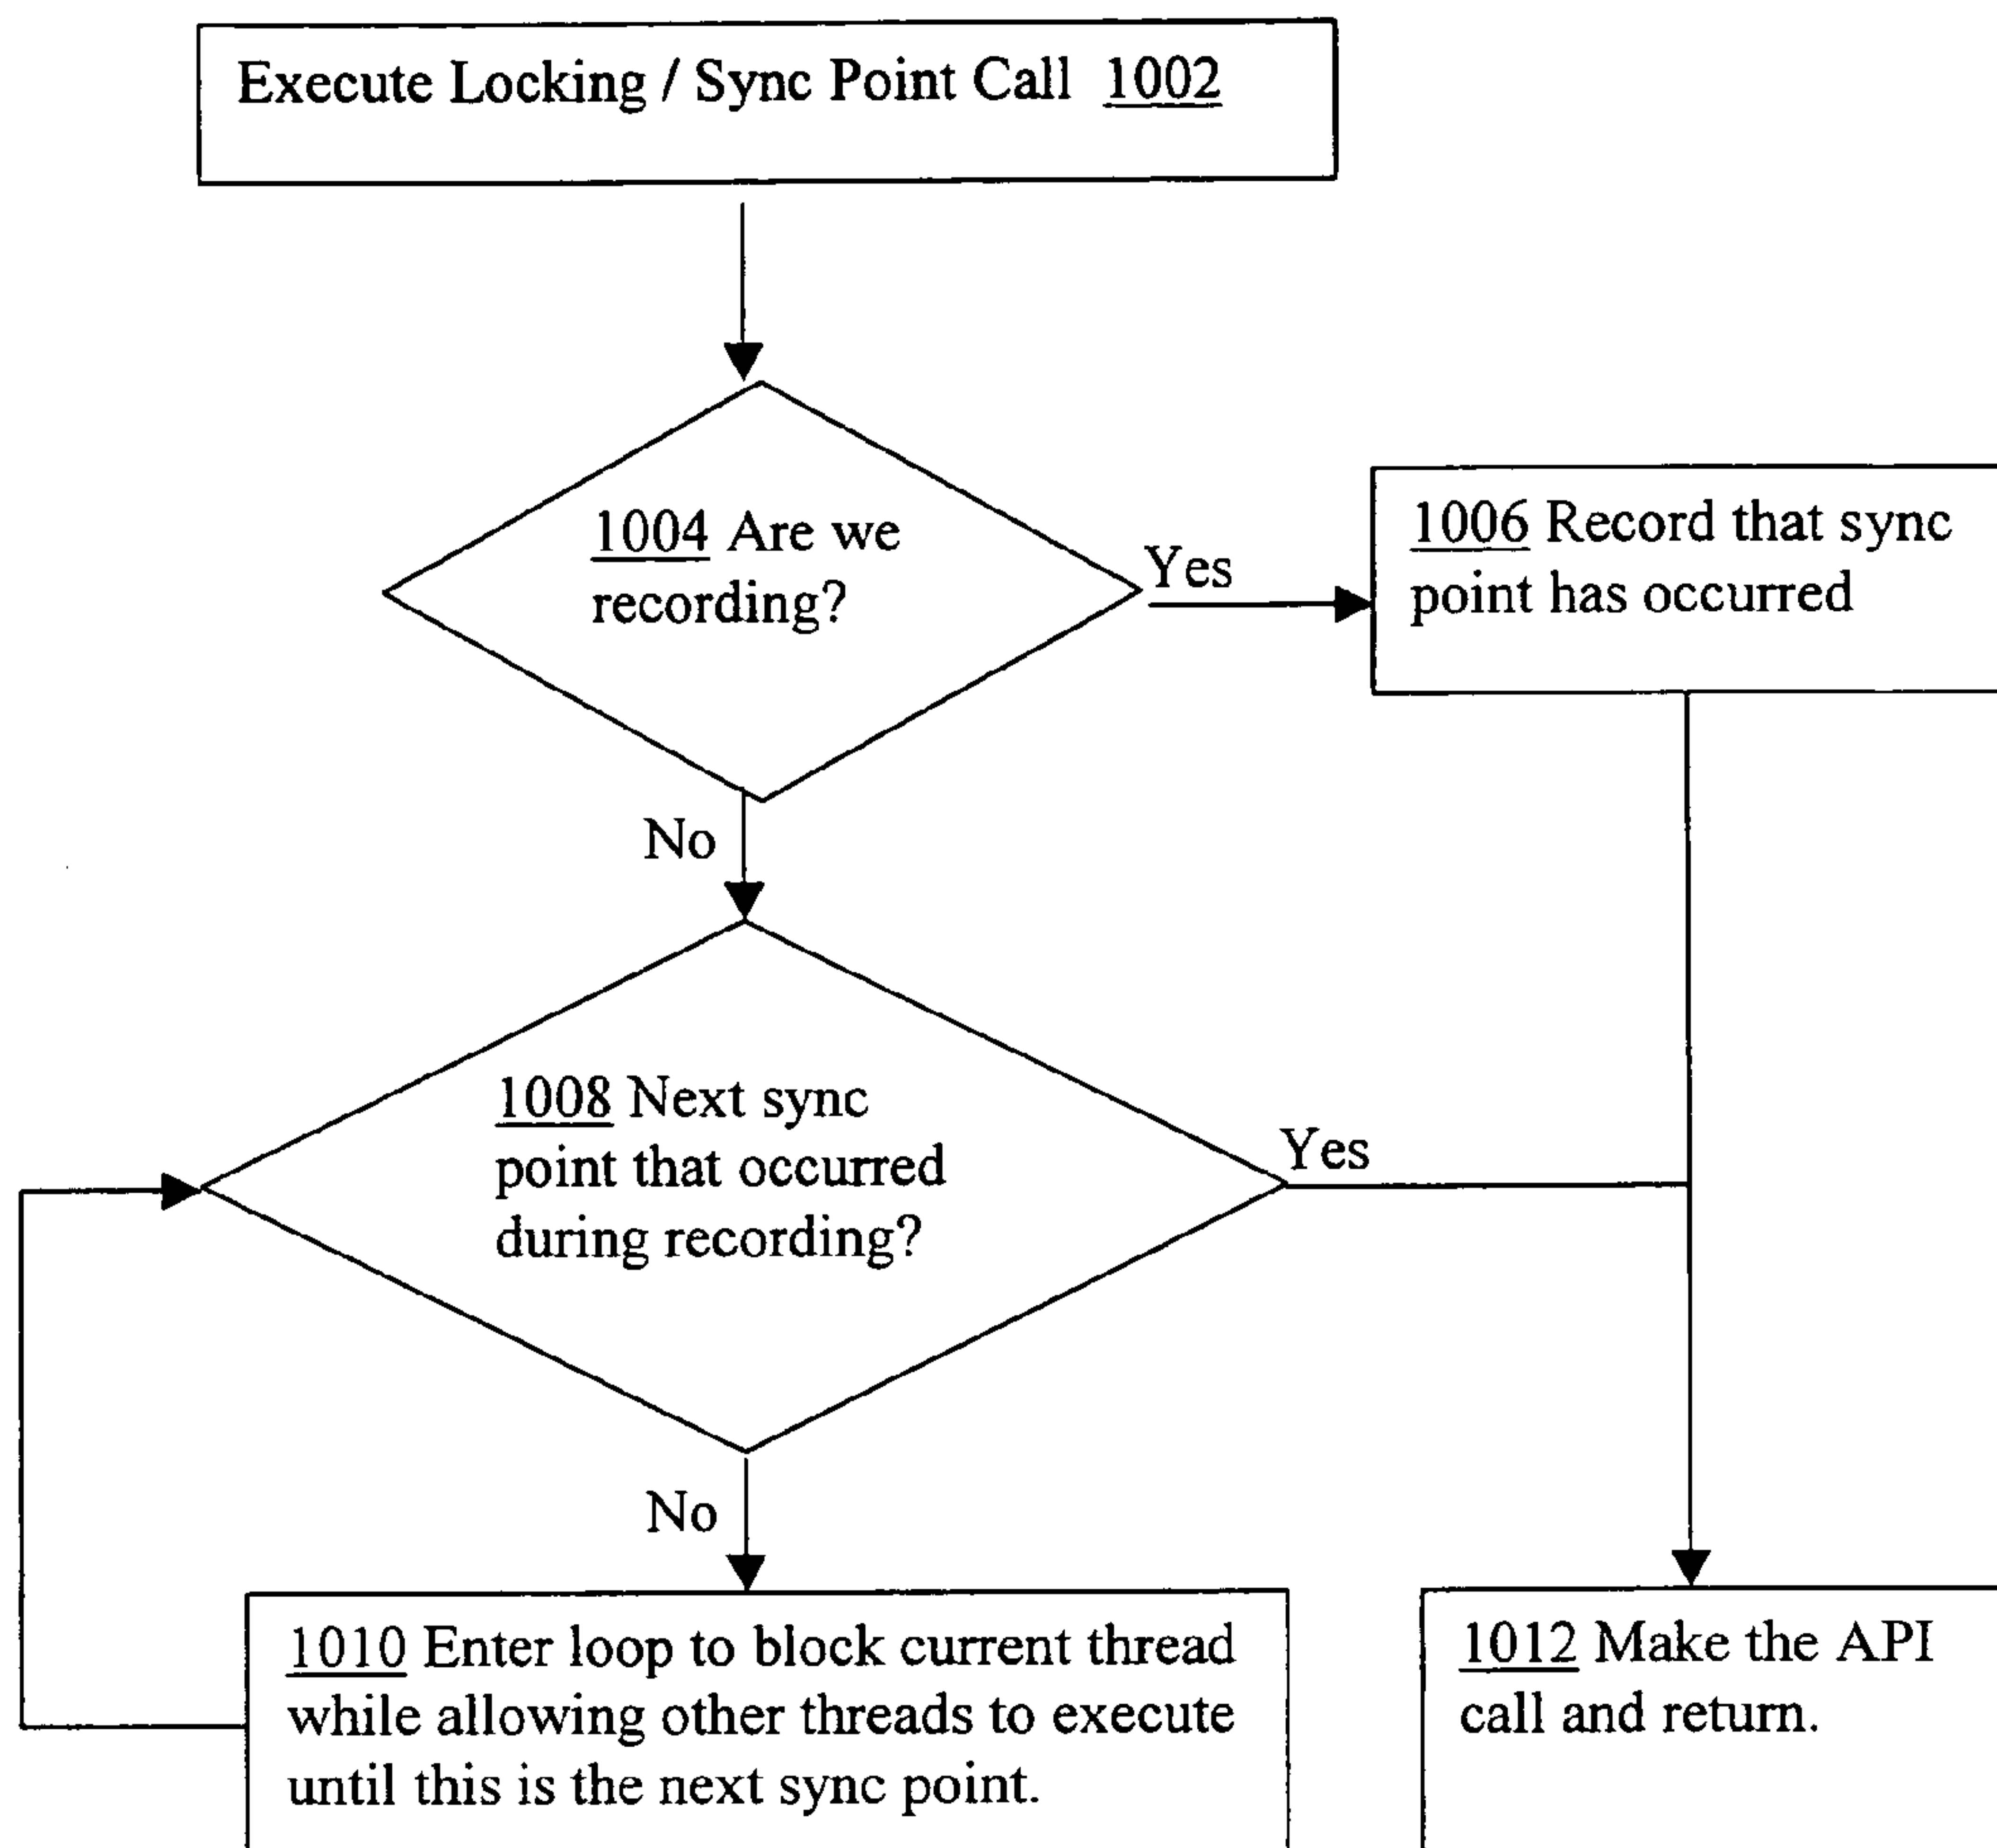 Execute Locking / Sync Point Call 1002
1004 Are we
recording?
Yes
1006 Record that sync
point has occurred
No
1008 Next sync
point that occurred
during recording?
Yes
No
1010 Enter loop to block current thread
while allowing other threads to execute
until this is the next sync point.
1012 Make the API
call and return.